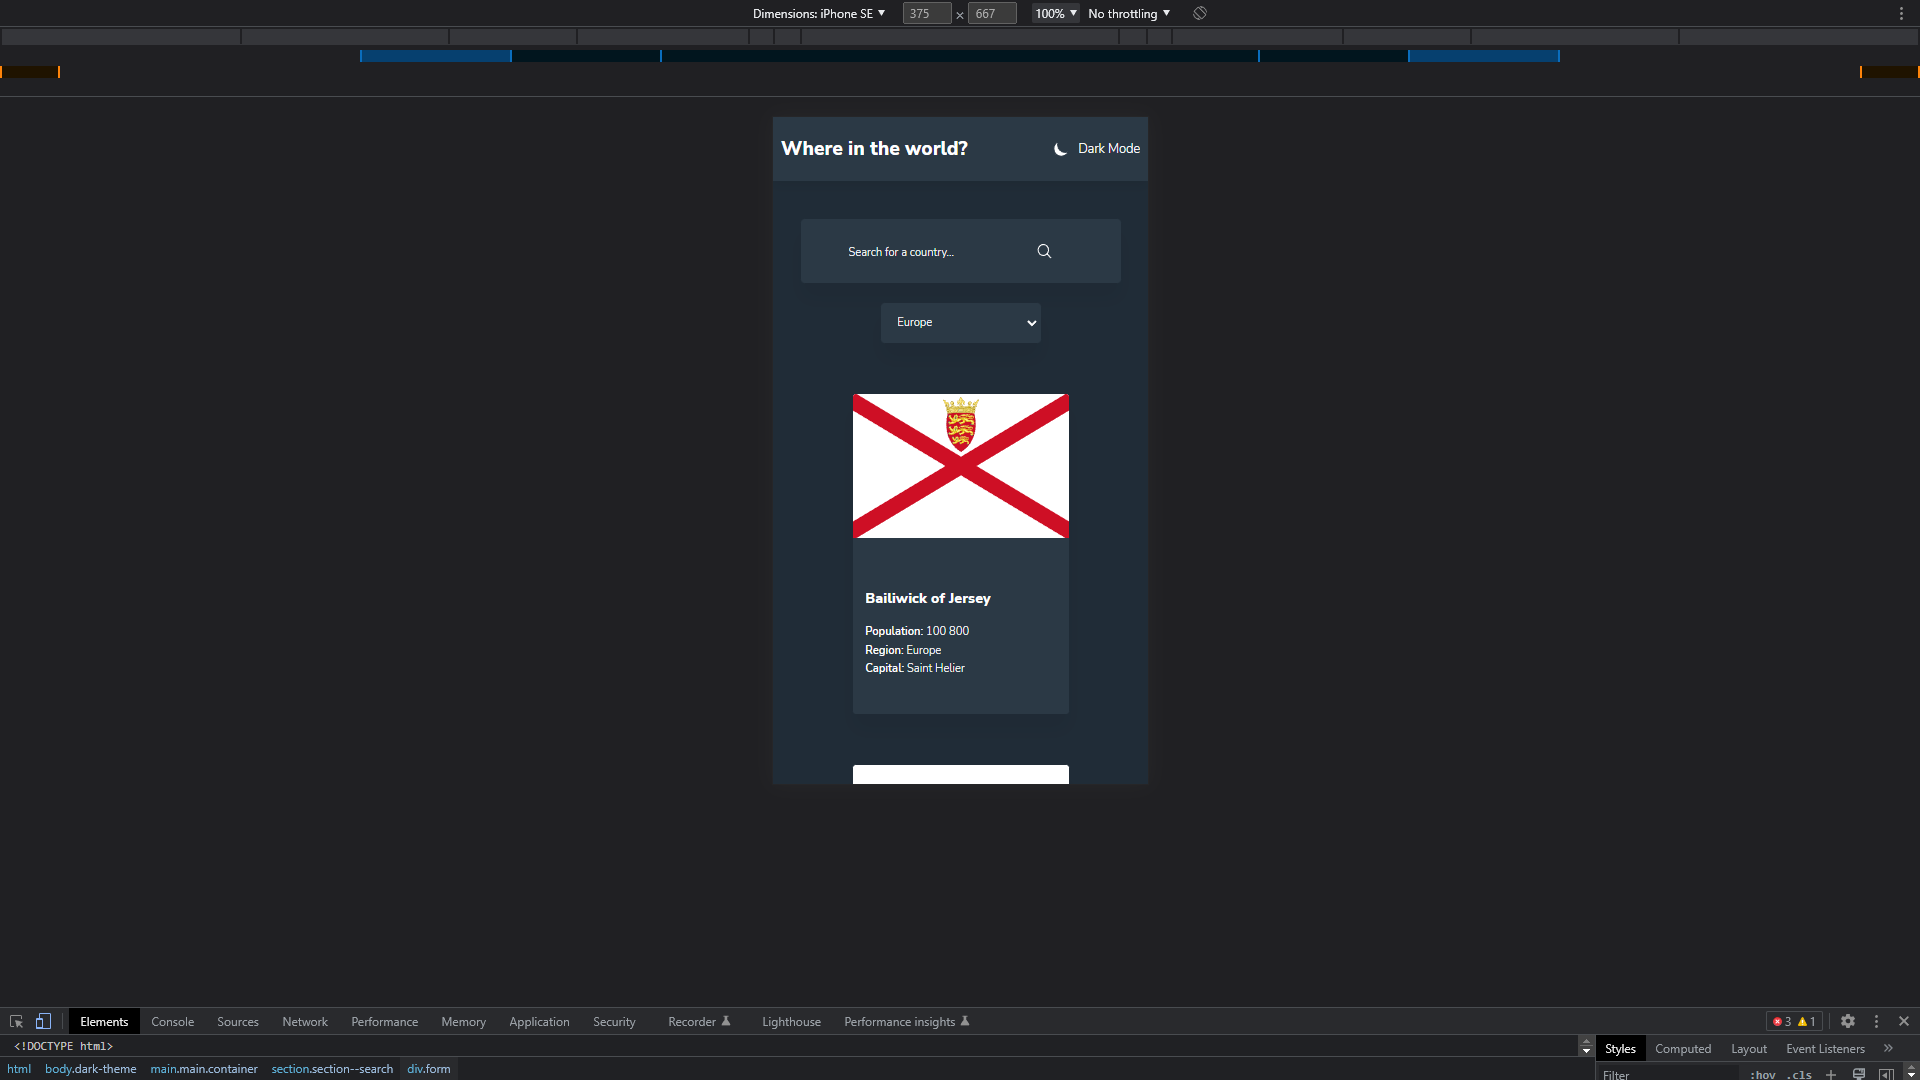 Dimensions: iPhone SE ▼ 375 × 667 100% ▼ No throttling ▼
Where in the world? Dark Mode
Search for a country...
Europe
Bailiwick of Jersey
Population: 100 800
Region: Europe
Capital: Saint Helier
Elements Console Sources Network Performance Memory Application Security Recorder Lighthouse Performance insights 3 1
<!DOCTYPE html>
Styles Computed Layout Event Listeners »
html body.dark-theme main.main.container section.section--search div.form
Filter :hov .cls +